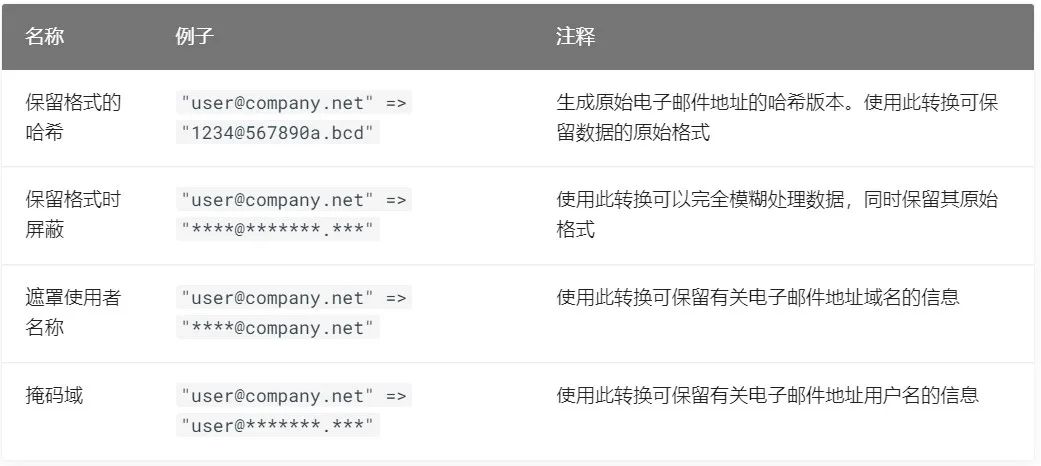 名称 例子 注释
保留格式的 "user@company.net" => 生成原始电子邮件地址的哈希版本。使用此转换可保
哈希 "1234@567890a.bcd" 留数据的原始格式
保留格式时 "user@company.net" => 使用此转换可以完全模糊处理数据，同时保留其原始
屏蔽 "****@*******.***" 格式
遮罩使用者 "user@company.net" => 使用此转换可保留有关电子邮件地址域名的信息
名称 "****@company.net"
掩码域 "user@company.net" => 使用此转换可保留有关电子邮件地址用户名的信息
"user@*******.***"